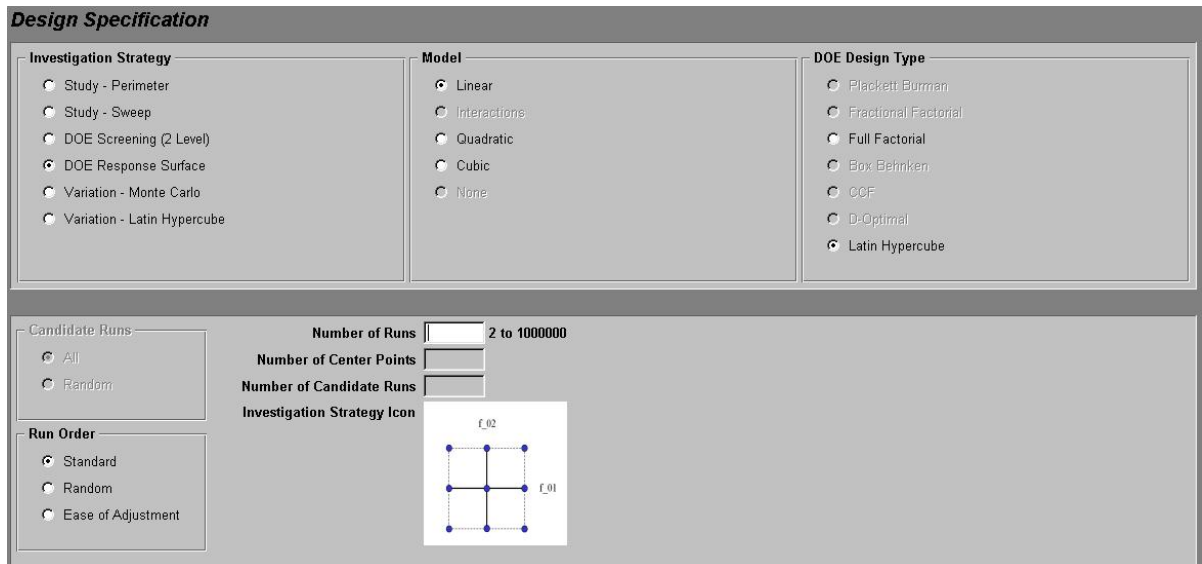 Design Specification
Investigation Strategy
Study - Perimeter
Study - Sweep
DOE Screening (2 Level)
DOE Response Surface
Variation - Monte Carlo
Variation - Latin Hypercube
Model
Linear
Interactions
Quadratic
Cubic
None
DOE Design Type
Plackett Burman
Fractional Factorial
Full Factorial
Box Behnken
CCF
D-Optimal
Latin Hypercube
Candidate Runs
All
Random
Run Order
Standard
Random
Ease of Adjustment
Number of Runs 2 to 1000000
Number of Center Points
Number of Candidate Runs
Investigation Strategy Icon
f_02
f_01